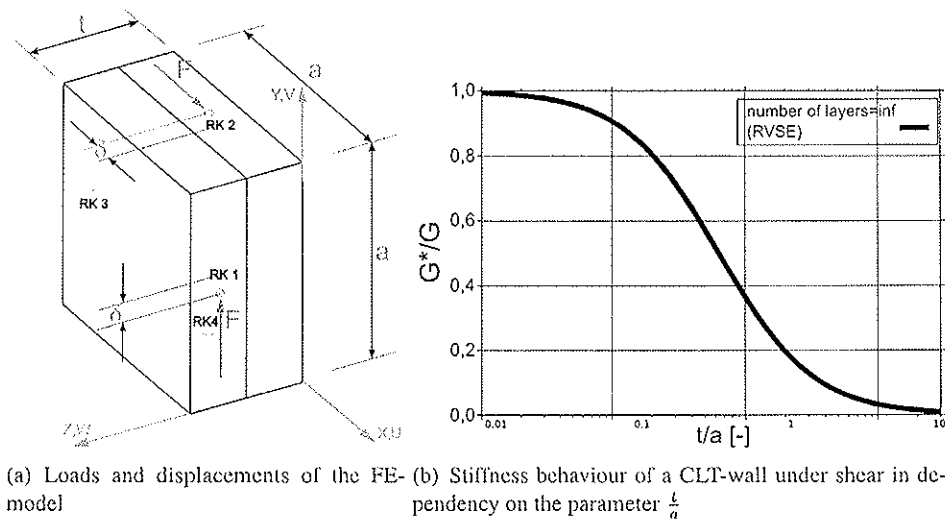 t
a
F
Y,V
RK 2
δ
RK 3
a
RK 1
δ
RK4
F
Z,W
X,U
1,0
0,8
0,6
0,4
0,2
0,0
G*/G
number of layers=inf
(RVSE)
0.01
0.1
1
10
t/a [-]
(a) Loads and displacements of the FE-
model
(b) Stiffness behaviour of a CLT-wall under shear in de-
pendency on the parameter t/a